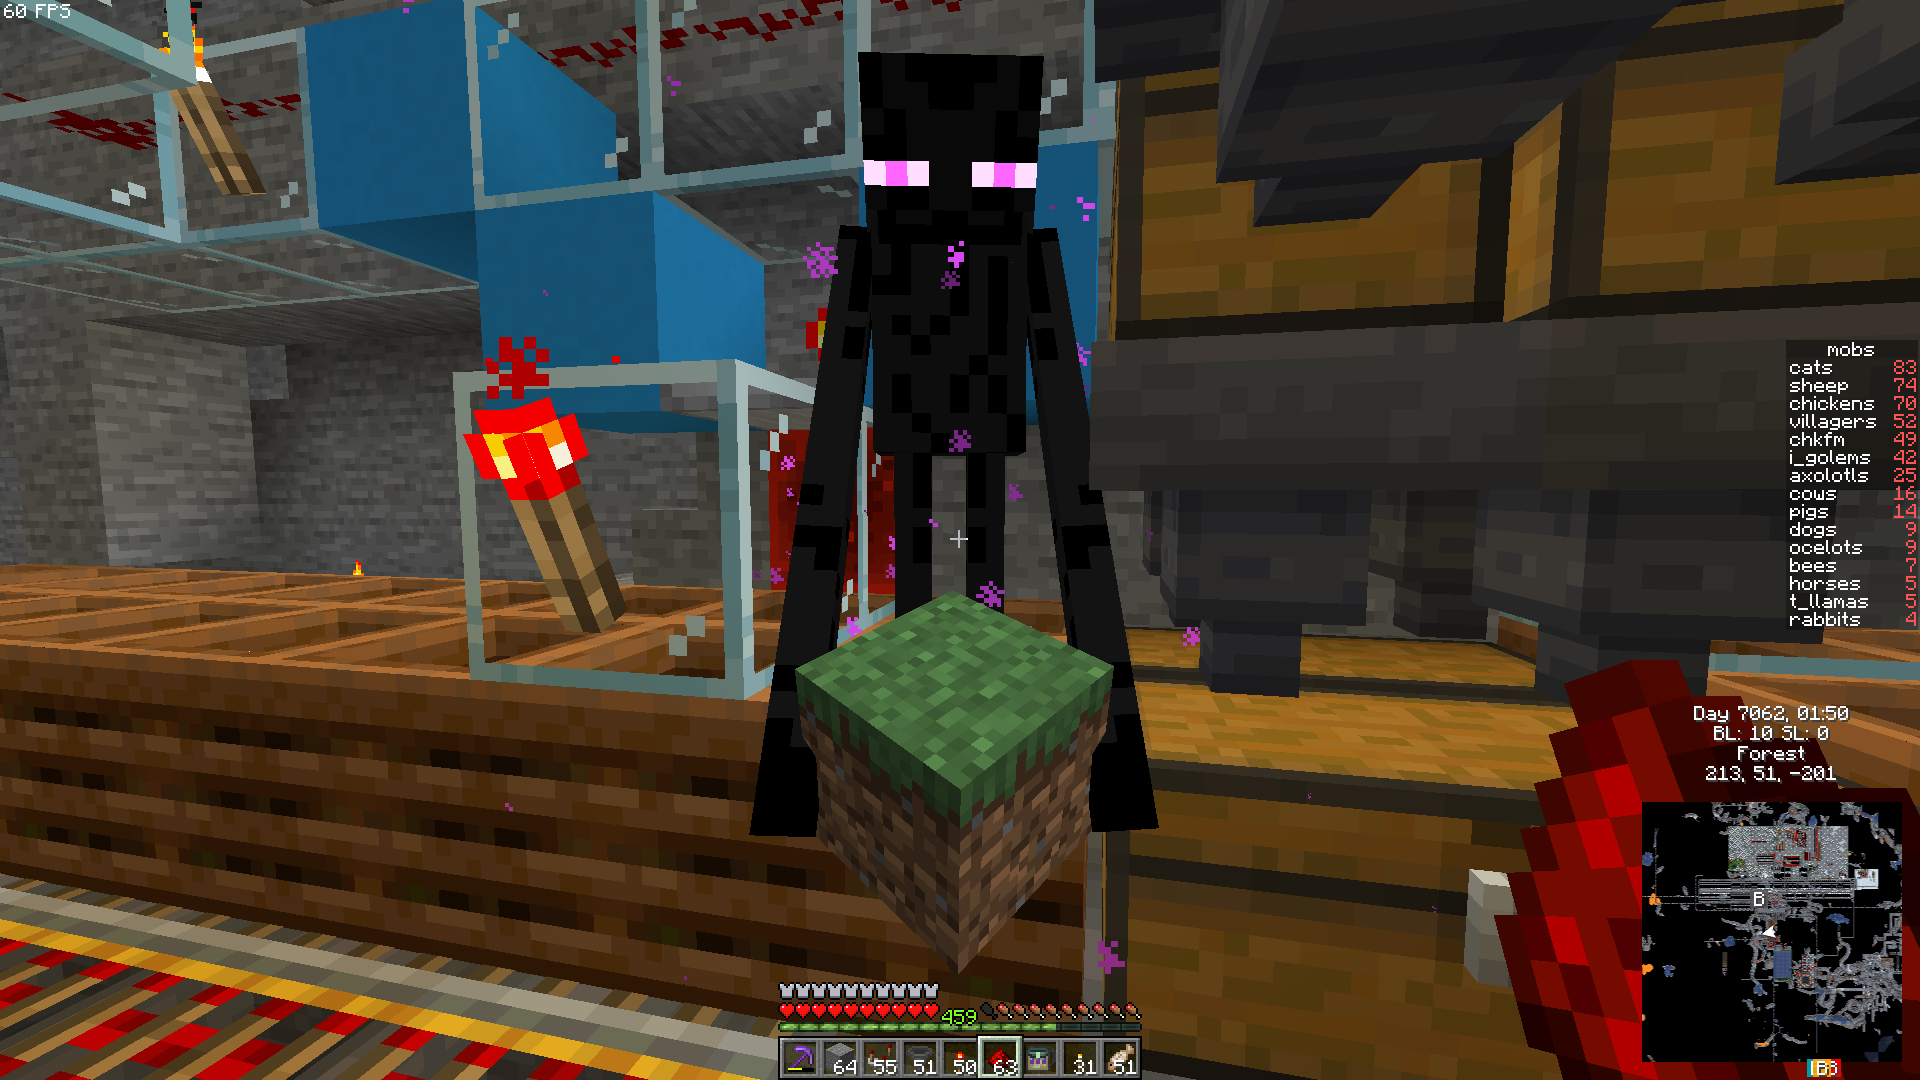 60 FPS
mobs
cats 83
sheep 74
chickens 70
villagers 52
chkfm 49
i_golems 42
axolotls 25
cows 16
pigs 14
dogs 9
ocelots 9
bees 7
horses 5
t_llamas 5
rabbits 4
Day 7062, 01:50
BL: 10 SL: 0
Forest
213, 51, -201
B
459
64 55 51 50 63 31 51